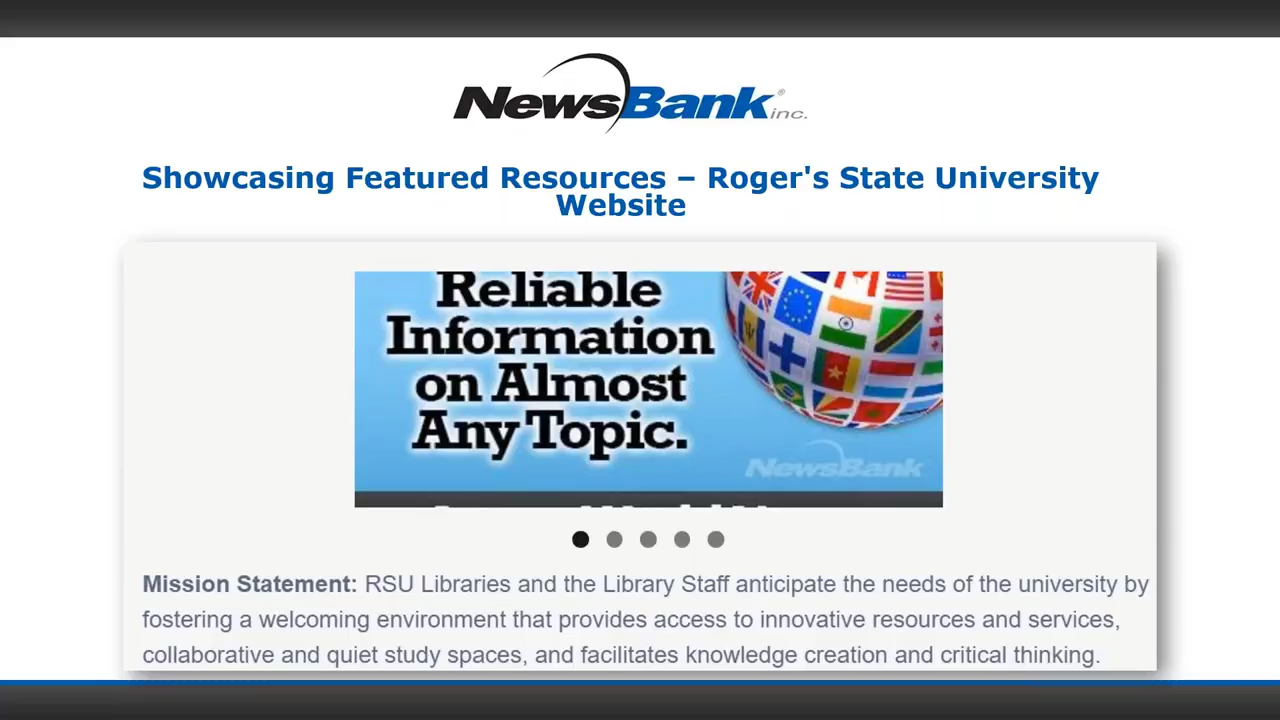 NewsBank® inc.
Showcasing Featured Resources – Roger's State University
Website
Reliable
Information
on Almost
Any Topic.
NewsBank
Mission Statement: RSU Libraries and the Library Staff anticipate the needs of the university by
fostering a welcoming environment that provides access to innovative resources and services,
collaborative and quiet study spaces, and facilitates knowledge creation and critical thinking.